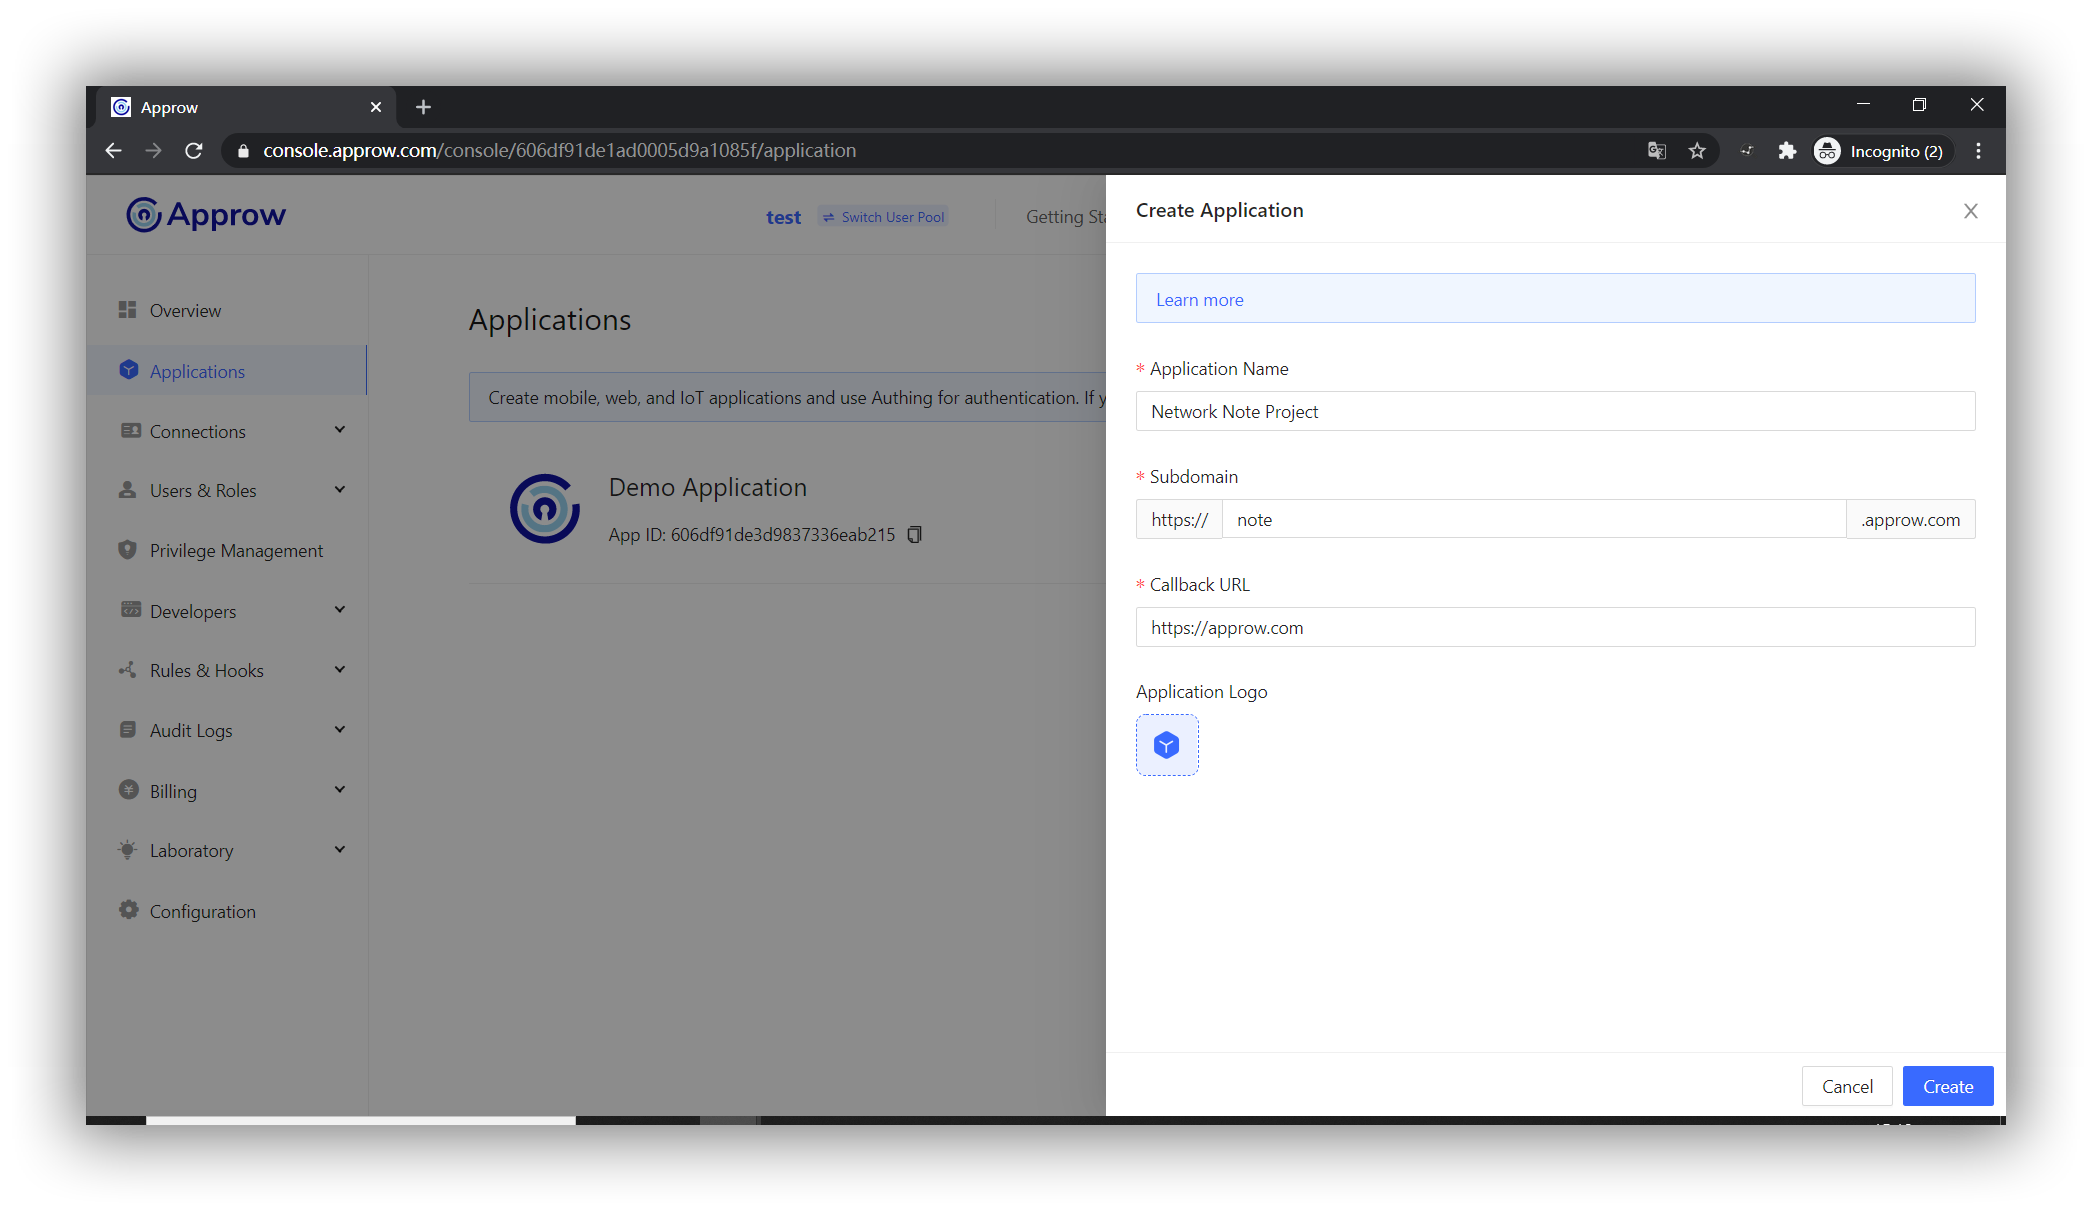 Approw
console.approw.com/console/606df91de1ad0005d9a1085f/application
Incognito (2)
Approw
test
Switch User Pool
Getting
Overview
Applications
Connections
Users & Roles
Privilege Management
Developers
Rules & Hooks
Audit Logs
Billing
Laboratory
Configuration
Applications
Create mobile, web, and IoT applications and use Authing for authentication. If
Demo Application
App ID: 606df91de3d9837336eab215
Create Application
Learn more
* Application Name
Network Note Project
* Subdomain
https://
note
.approw.com
* Callback URL
https://approw.com
Application Logo
Cancel
Create